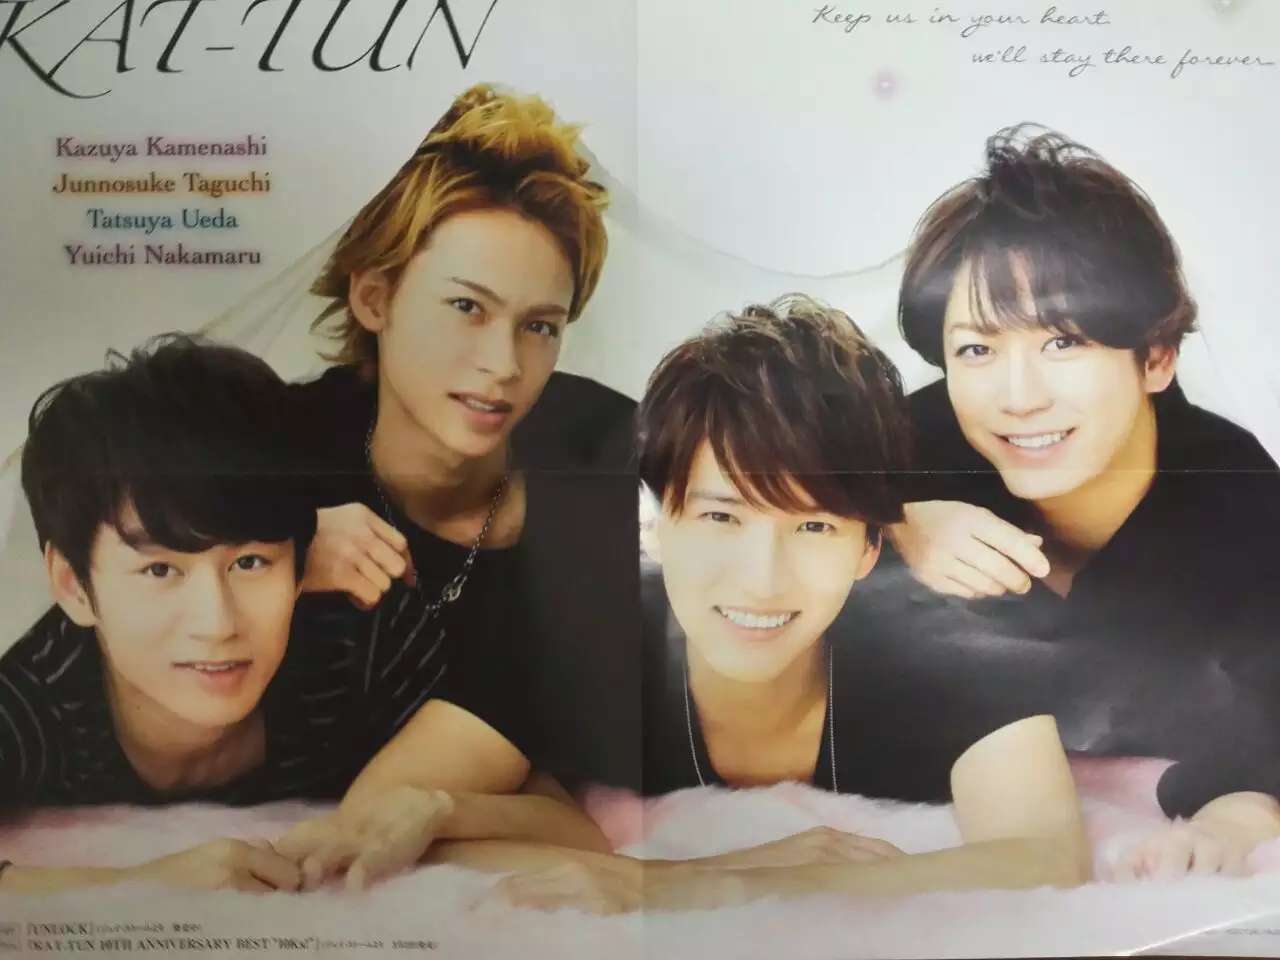 KAT-TUN
Keep us in your heart.
we'll stay there forever
Kazuya Kamenashi
Junnosuke Taguchi
Tatsuya Ueda
Yuichi Nakamaru
『UNLOCK』
『KAT-TUN 10TH ANNIVERSARY BEST "10Ks!"』